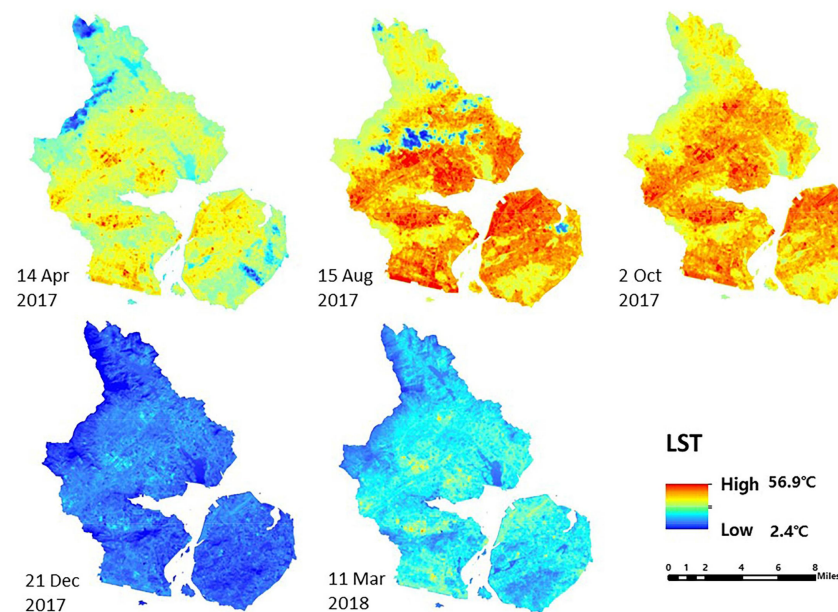 14 Apr
2017
15 Aug
2017
2 Oct
2017
21 Dec
2017
11 Mar
2018
LST
High 56.9℃
Low 2.4℃
0 1 2 4 6 8
Miles